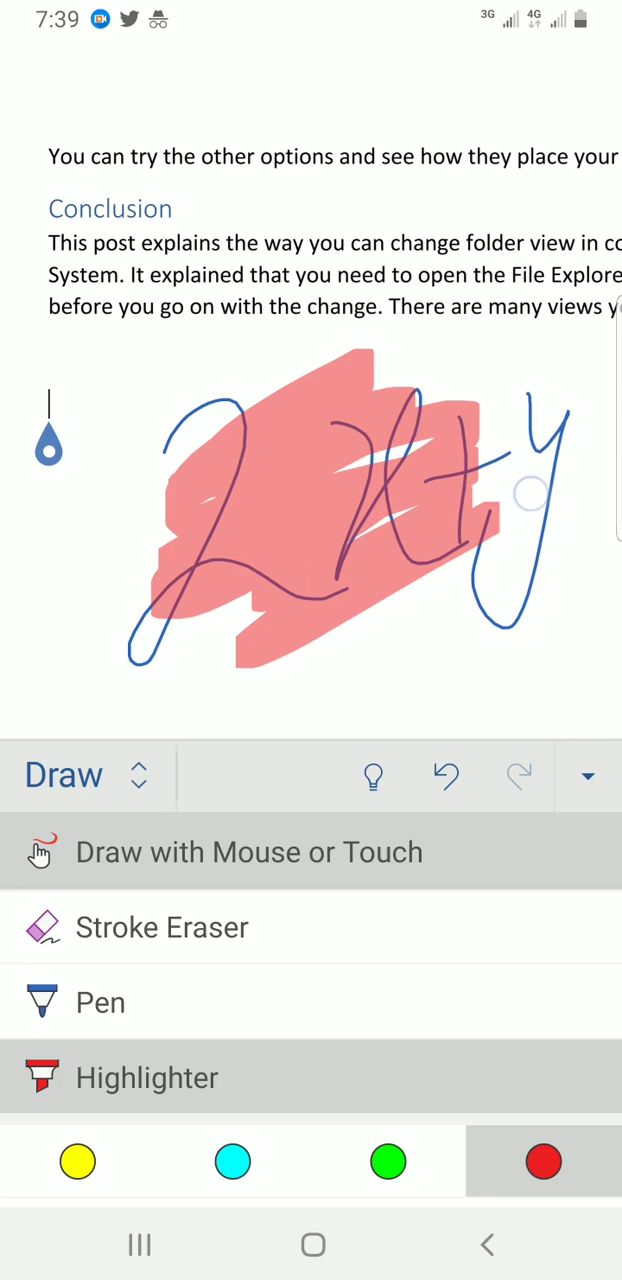 7:39
3G
4G
You can try the other options and see how they place your
Conclusion
This post explains the way you can change folder view in co
System. It explained that you need to open the File Explore
before you go on with the change. There are many views y
Draw
Draw with Mouse or Touch
Stroke Eraser
Pen
Highlighter